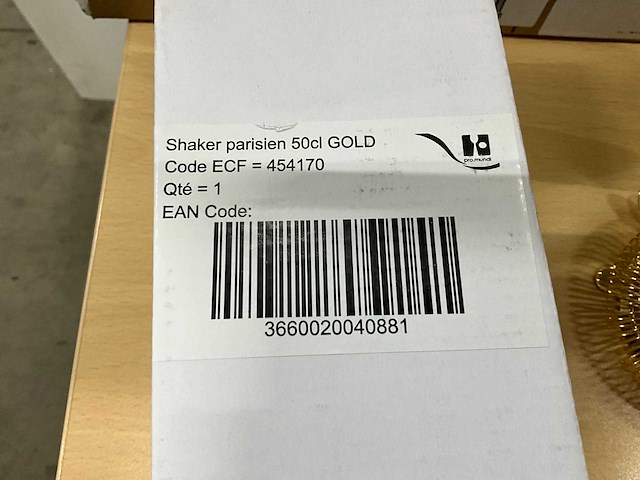 Shaker parisien 50cl GOLD
Code ECF = 454170
Qté = 1
EAN Code:
3660020040881
pro.mundi